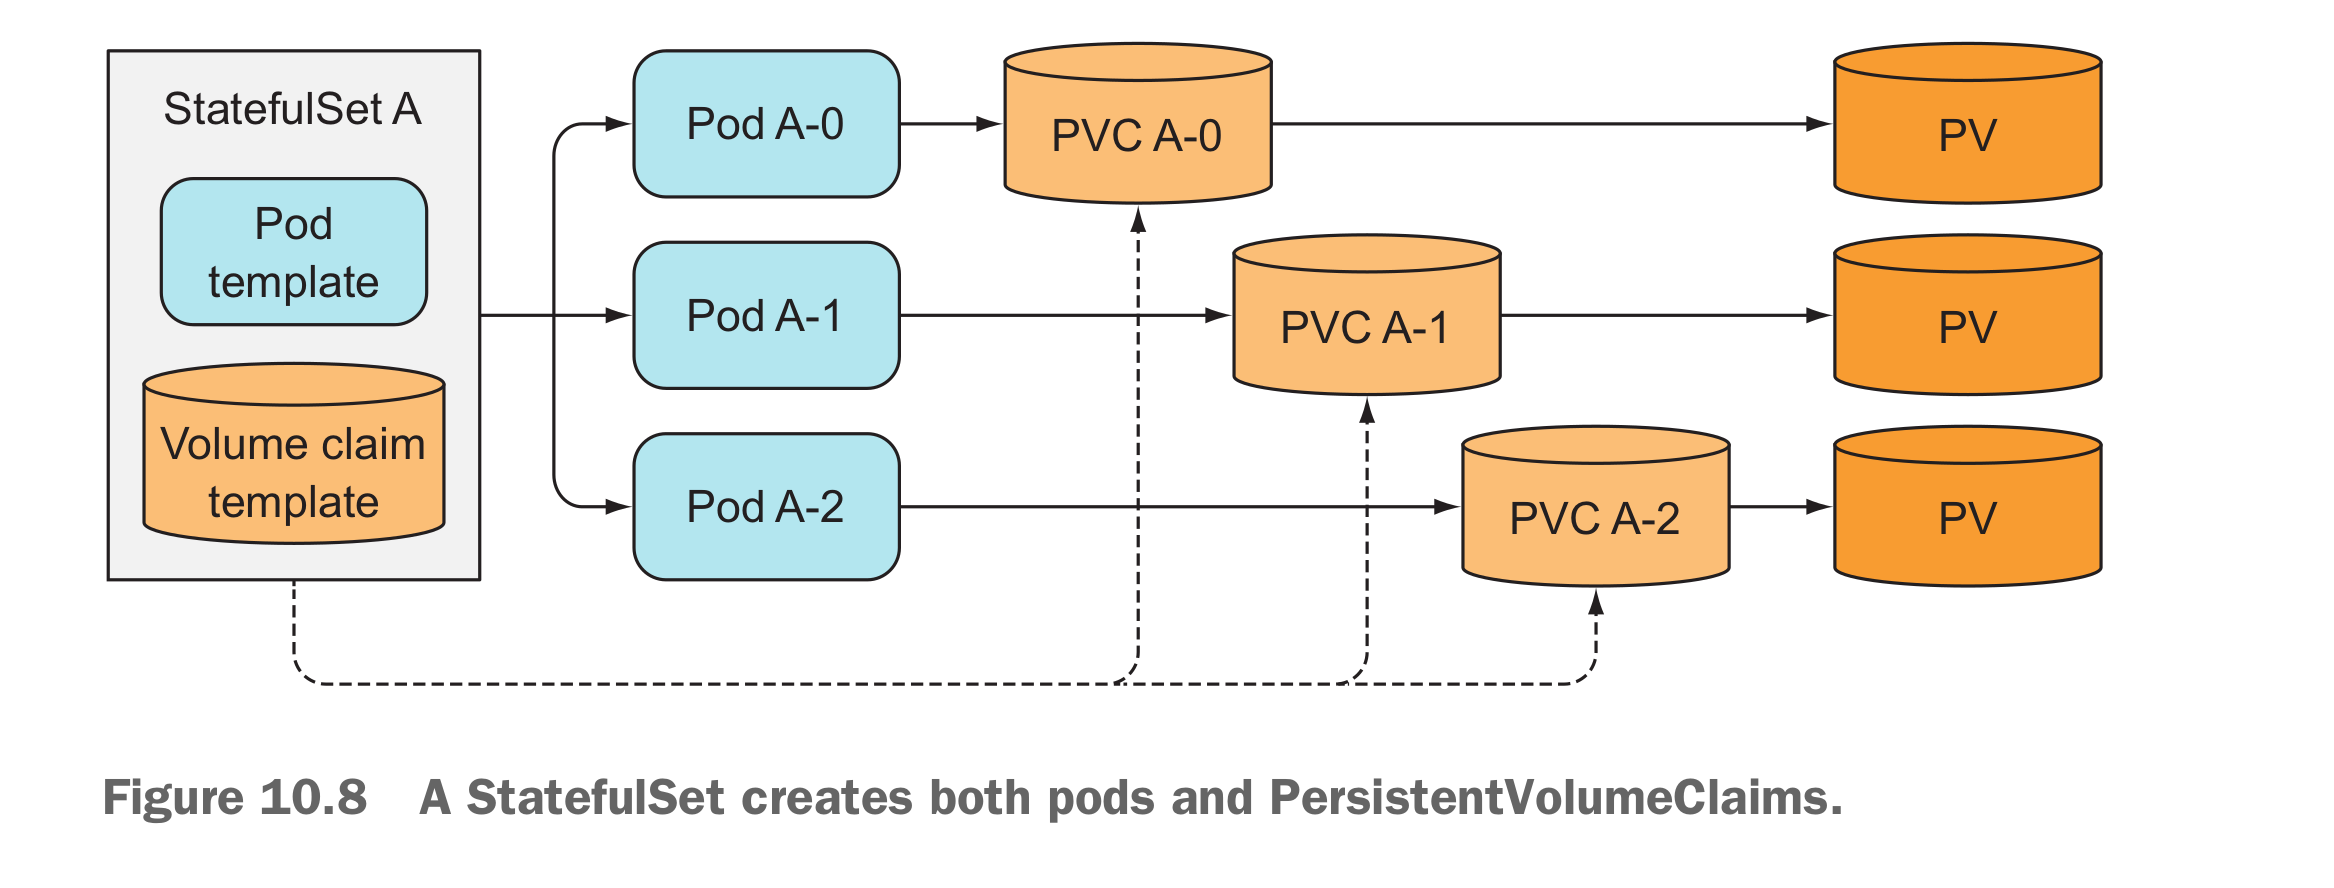 StatefulSet A
Pod
template
Volume claim
template
Pod A-0
PVC A-0
PV
Pod A-1
PVC A-1
PV
Pod A-2
PVC A-2
PV
Figure 10.8 A StatefulSet creates both pods and PersistentVolumeClaims.